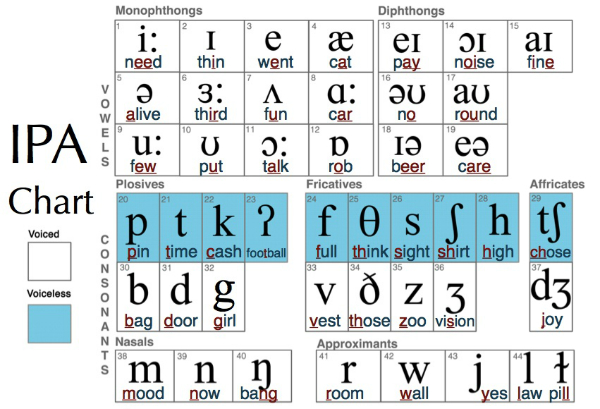 Monophthongs Diphthongs
1 2 3 4 13 14 15
i: ɪ e æ eɪ ɔɪ aɪ
need thin went cat pay noise fine
5 6 7 8 16 17
ə ɜ: ʌ ɑ: əʊ aʊ
alive third fun car no round
9 10 11 12 18 19
u: ʊ ɔ: ɒ ɪə eə
few put talk rob beer care
VOWELS
IPA
Chart
Voiced
Voiceless
Plosives Fricatives Affricates
20 21 22 23 24 25 26 27 28 29
p t k ʔ f θ s ʃ h tʃ
pin time cash football full think sight shirt high chose
30 31 32 33 34 35 36 37
b d g v ð z ʒ dʒ
bag door girl vest those zoo vision joy
CONSONANTS
Nasals Approximants
38 39 40 41 42 43 44
m n ŋ r w j l ɫ
mood now bang room wall yes law pill